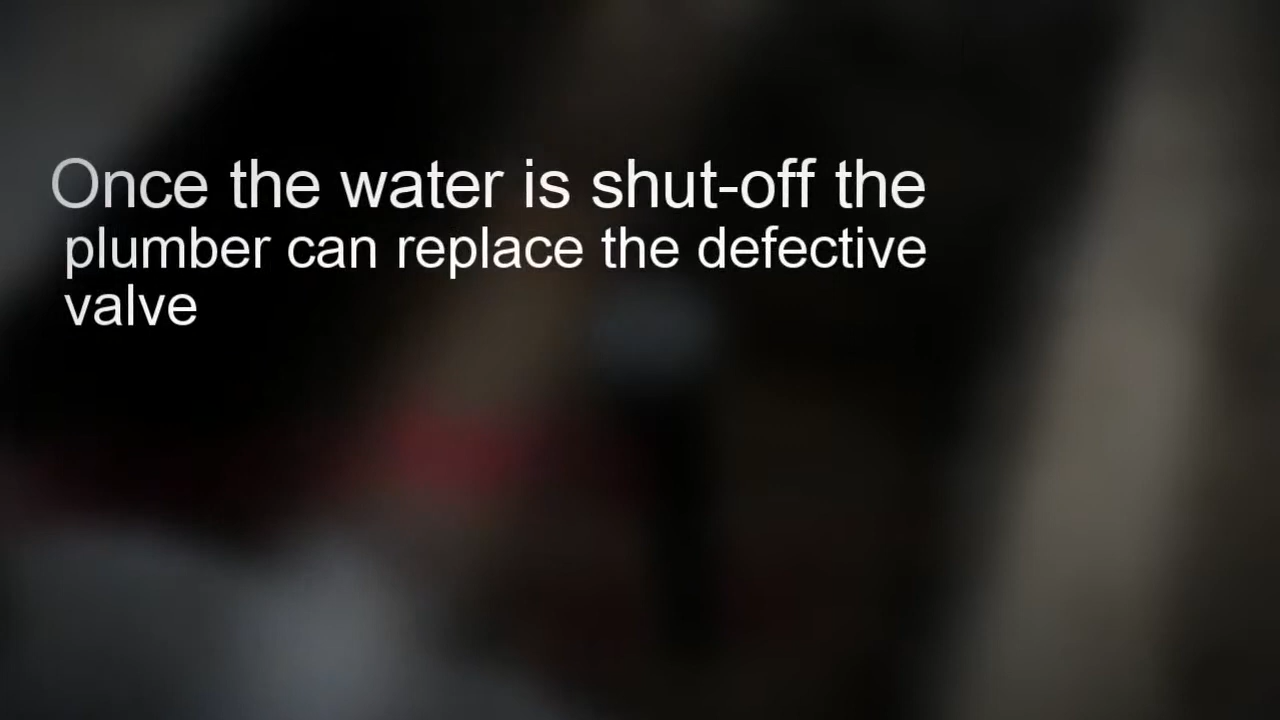 Once the water is shut-off the
plumber can replace the defective
valve